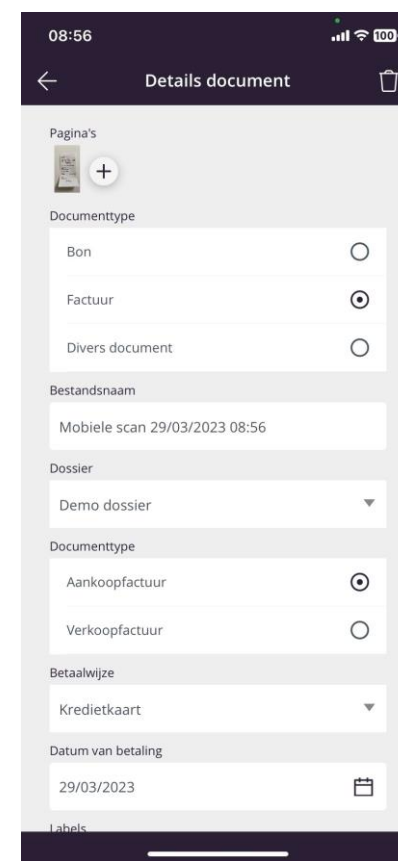 08:56
100
Details document
Pagina's
Documenttype
Bon
Factuur
Divers document
Bestandsnaam
Mobiele scan 29/03/2023 08:56
Dossier
Demo dossier
Documenttype
Aankoopfactuur
Verkoopfactuur
Betaalwijze
Kredietkaart
Datum van betaling
29/03/2023
Labels